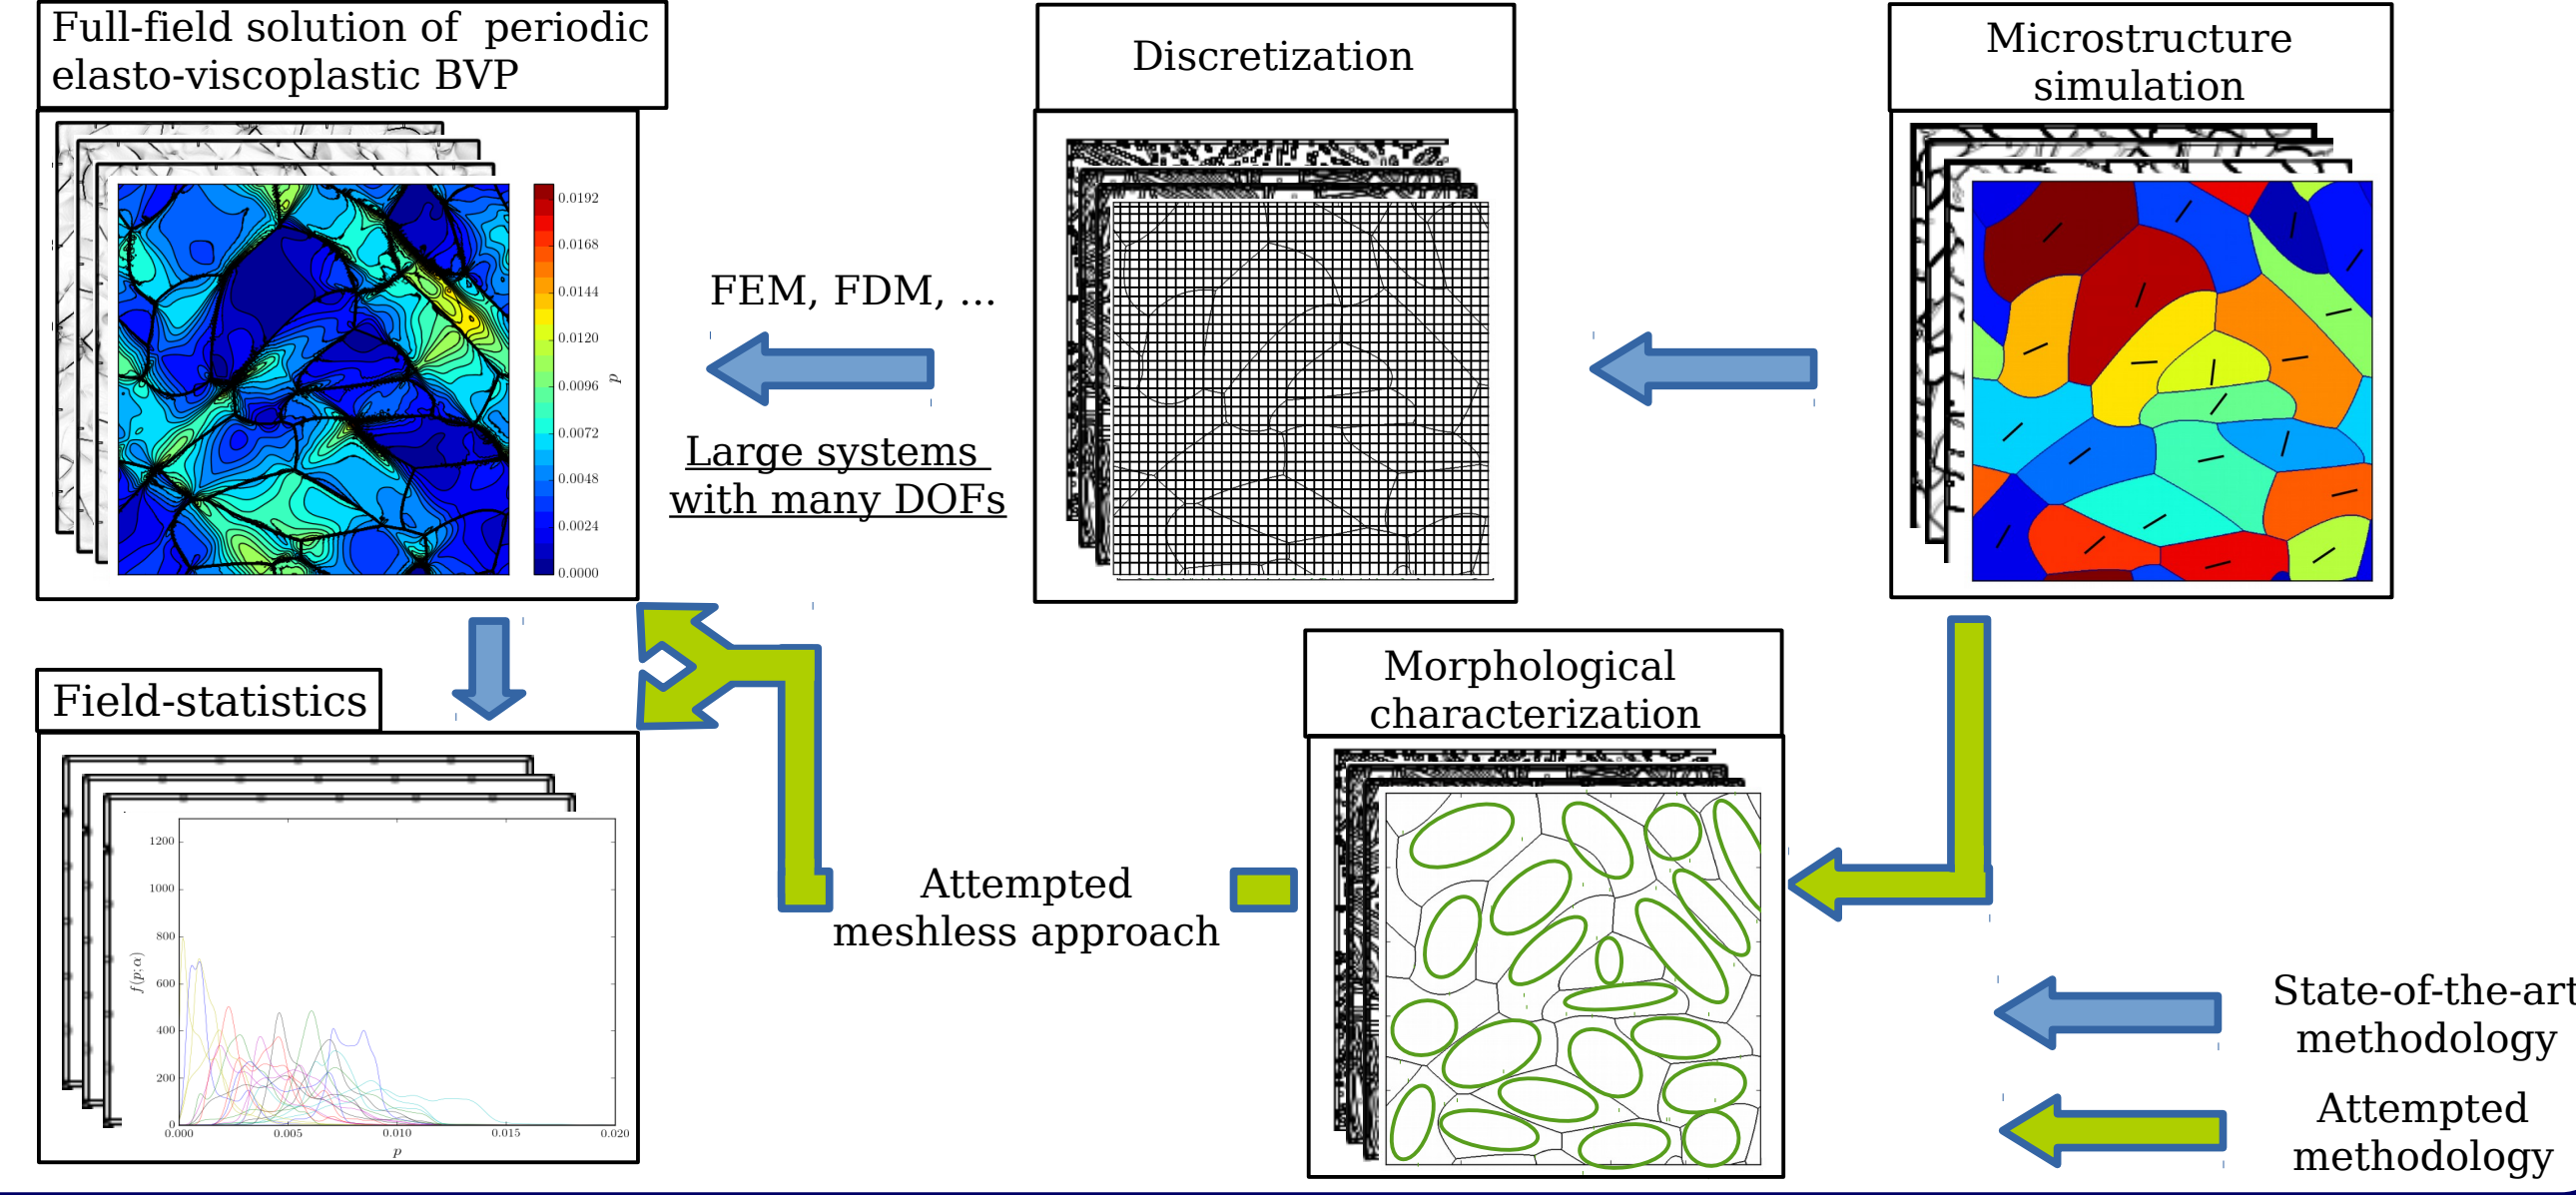 Full-field solution of periodic
elasto-viscoplastic BVP
Discretization
Microstructure
simulation
0.0192
0.0168
0.0144
0.0120
0.0096
0.0072
0.0048
0.0024
0.0000
p
FEM, FDM, ...
Large systems
with many DOFs
Field-statistics
1200
1000
800
600
400
200
0
f(p;α)
0.000
0.005
0.010
0.015
0.020
p
Attempted
meshless approach
Morphological
characterization
State-of-the-art
methodology
Attempted
methodology